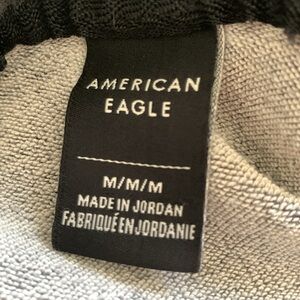 AMERICAN
EAGLE
M/M/M
MADE IN JORDAN
FABRIQUÉ EN JORDANIE